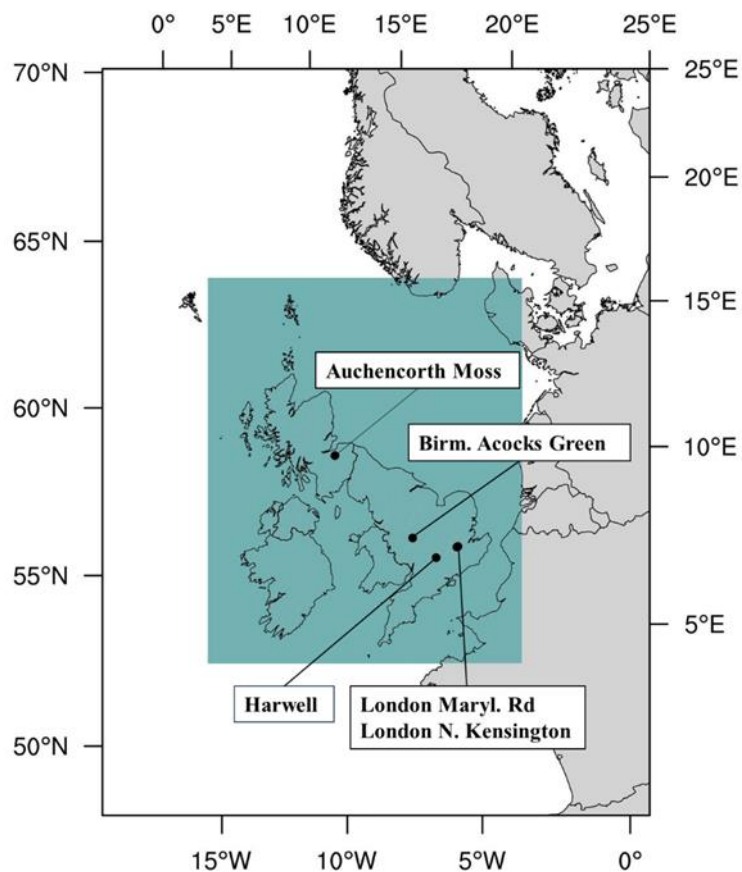 0° 5°E 10°E 15°E 20°E 25°E
70°N 25°E
20°E
65°N
15°E
Auchencorth Moss
60°N
Birm. Acocks Green 10°E
55°N
5°E
Harwell London Maryl. Rd
London N. Kensington
50°N
15°W 10°W 5°W 0°